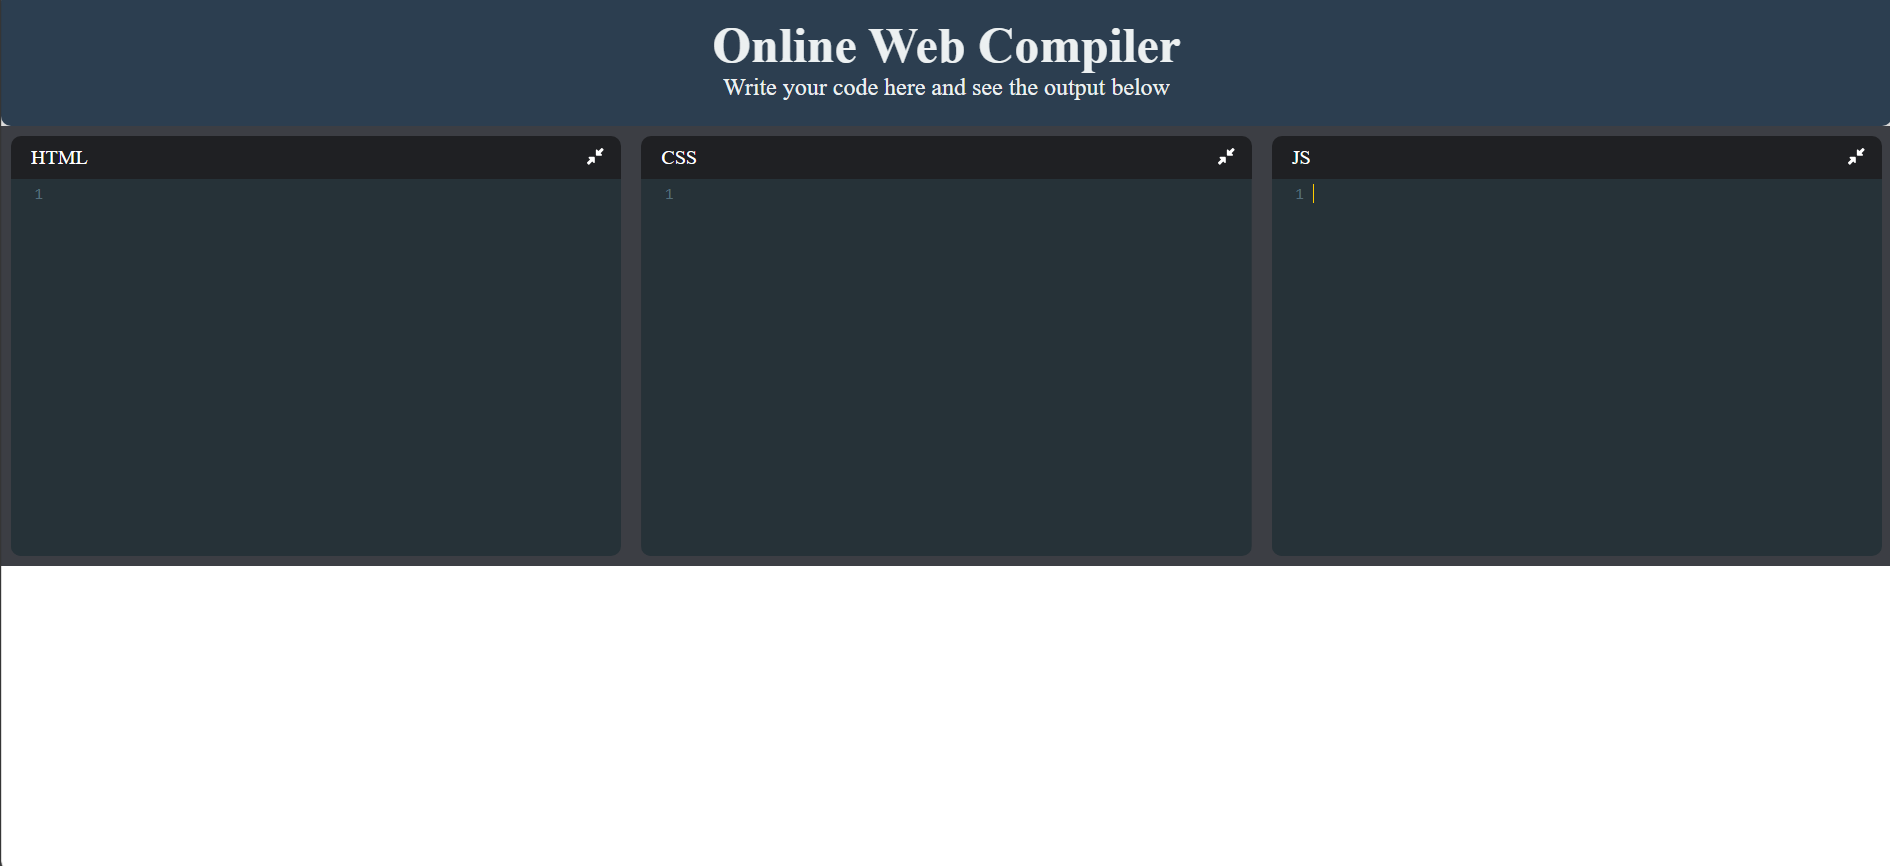 Online Web Compiler
Write your code here and see the output below
HTML
1
CSS
1
JS
1